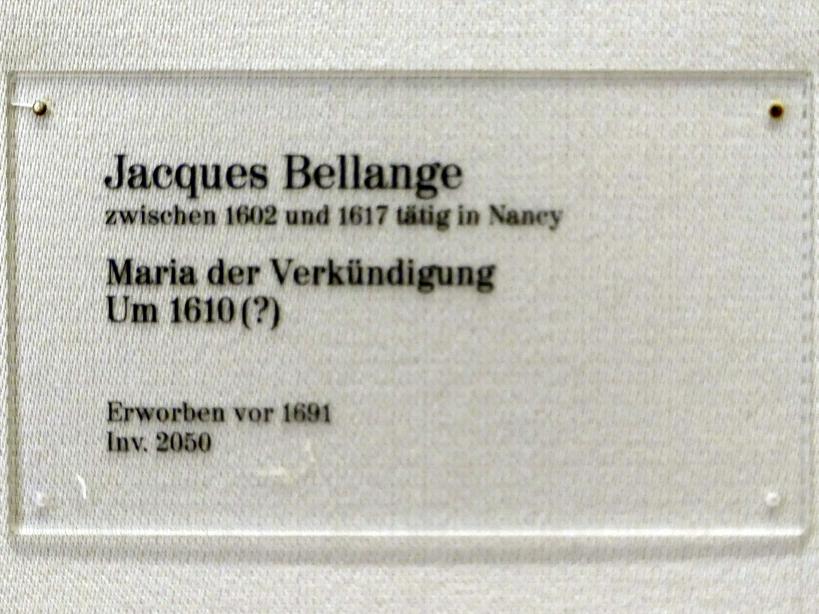 Jacques Bellange
zwischen 1602 und 1617 tätig in Nancy
Maria der Verkündigung
Um 1610 (?)
Erworben vor 1691
Inv. 2050